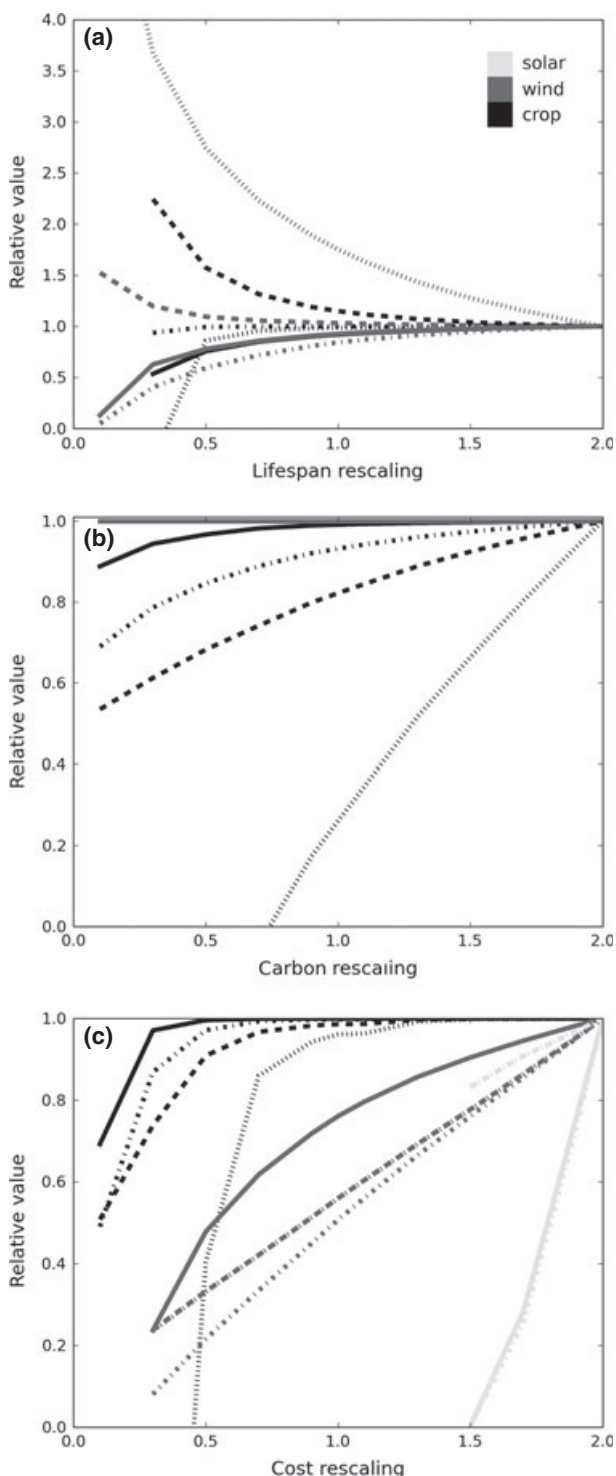 (a)
4.0
3.5
3.0
2.5
2.0
1.5
1.0
0.5
0.0
Relative value
solar
wind
crop
0.0 0.5 1.0 1.5 2.0
Lifespan rescaling
(b)
1.0
0.8
0.6
0.4
0.2
0.0
Relative value
0.0 0.5 1.0 1.5 2.0
Carbon rescaling
(c)
1.0
0.8
0.6
0.4
0.2
0.0
Relative value
0.0 0.5 1.0 1.5 2.0
Cost rescaling